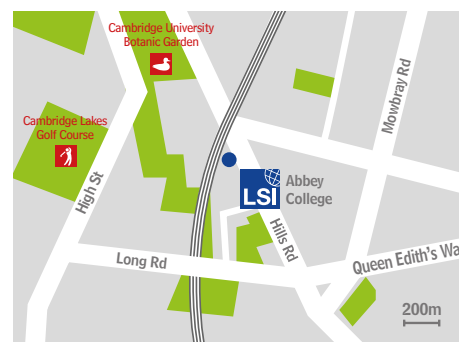 Cambridge University
Botanic Garden
Mowbray Rd
Cambridge Lakes
Golf Course
High St
LSI
Abbey
College
Hills Rd
Long Rd
Queen Edith's Wa
200m